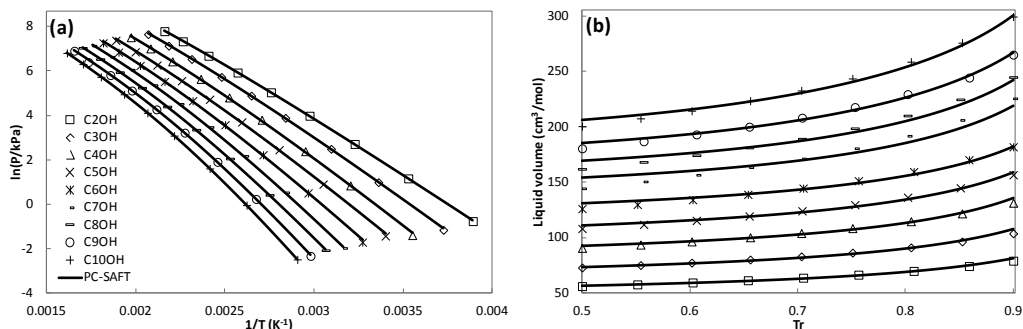 (a)
ln(P/kPa)
8
6
4
2
0
-2
-4
C2OH
C3OH
C4OH
C5OH
C6OH
C7OH
C8OH
C9OH
C10OH
PC-SAFT
0.0015 0.002 0.0025 0.003 0.0035 0.004 0.0045
1/T (K-1)
(b)
Liquid volume (cm3/mol)
300
250
200
150
100
50
0.5 0.6 0.7 0.8 0.9
Tr